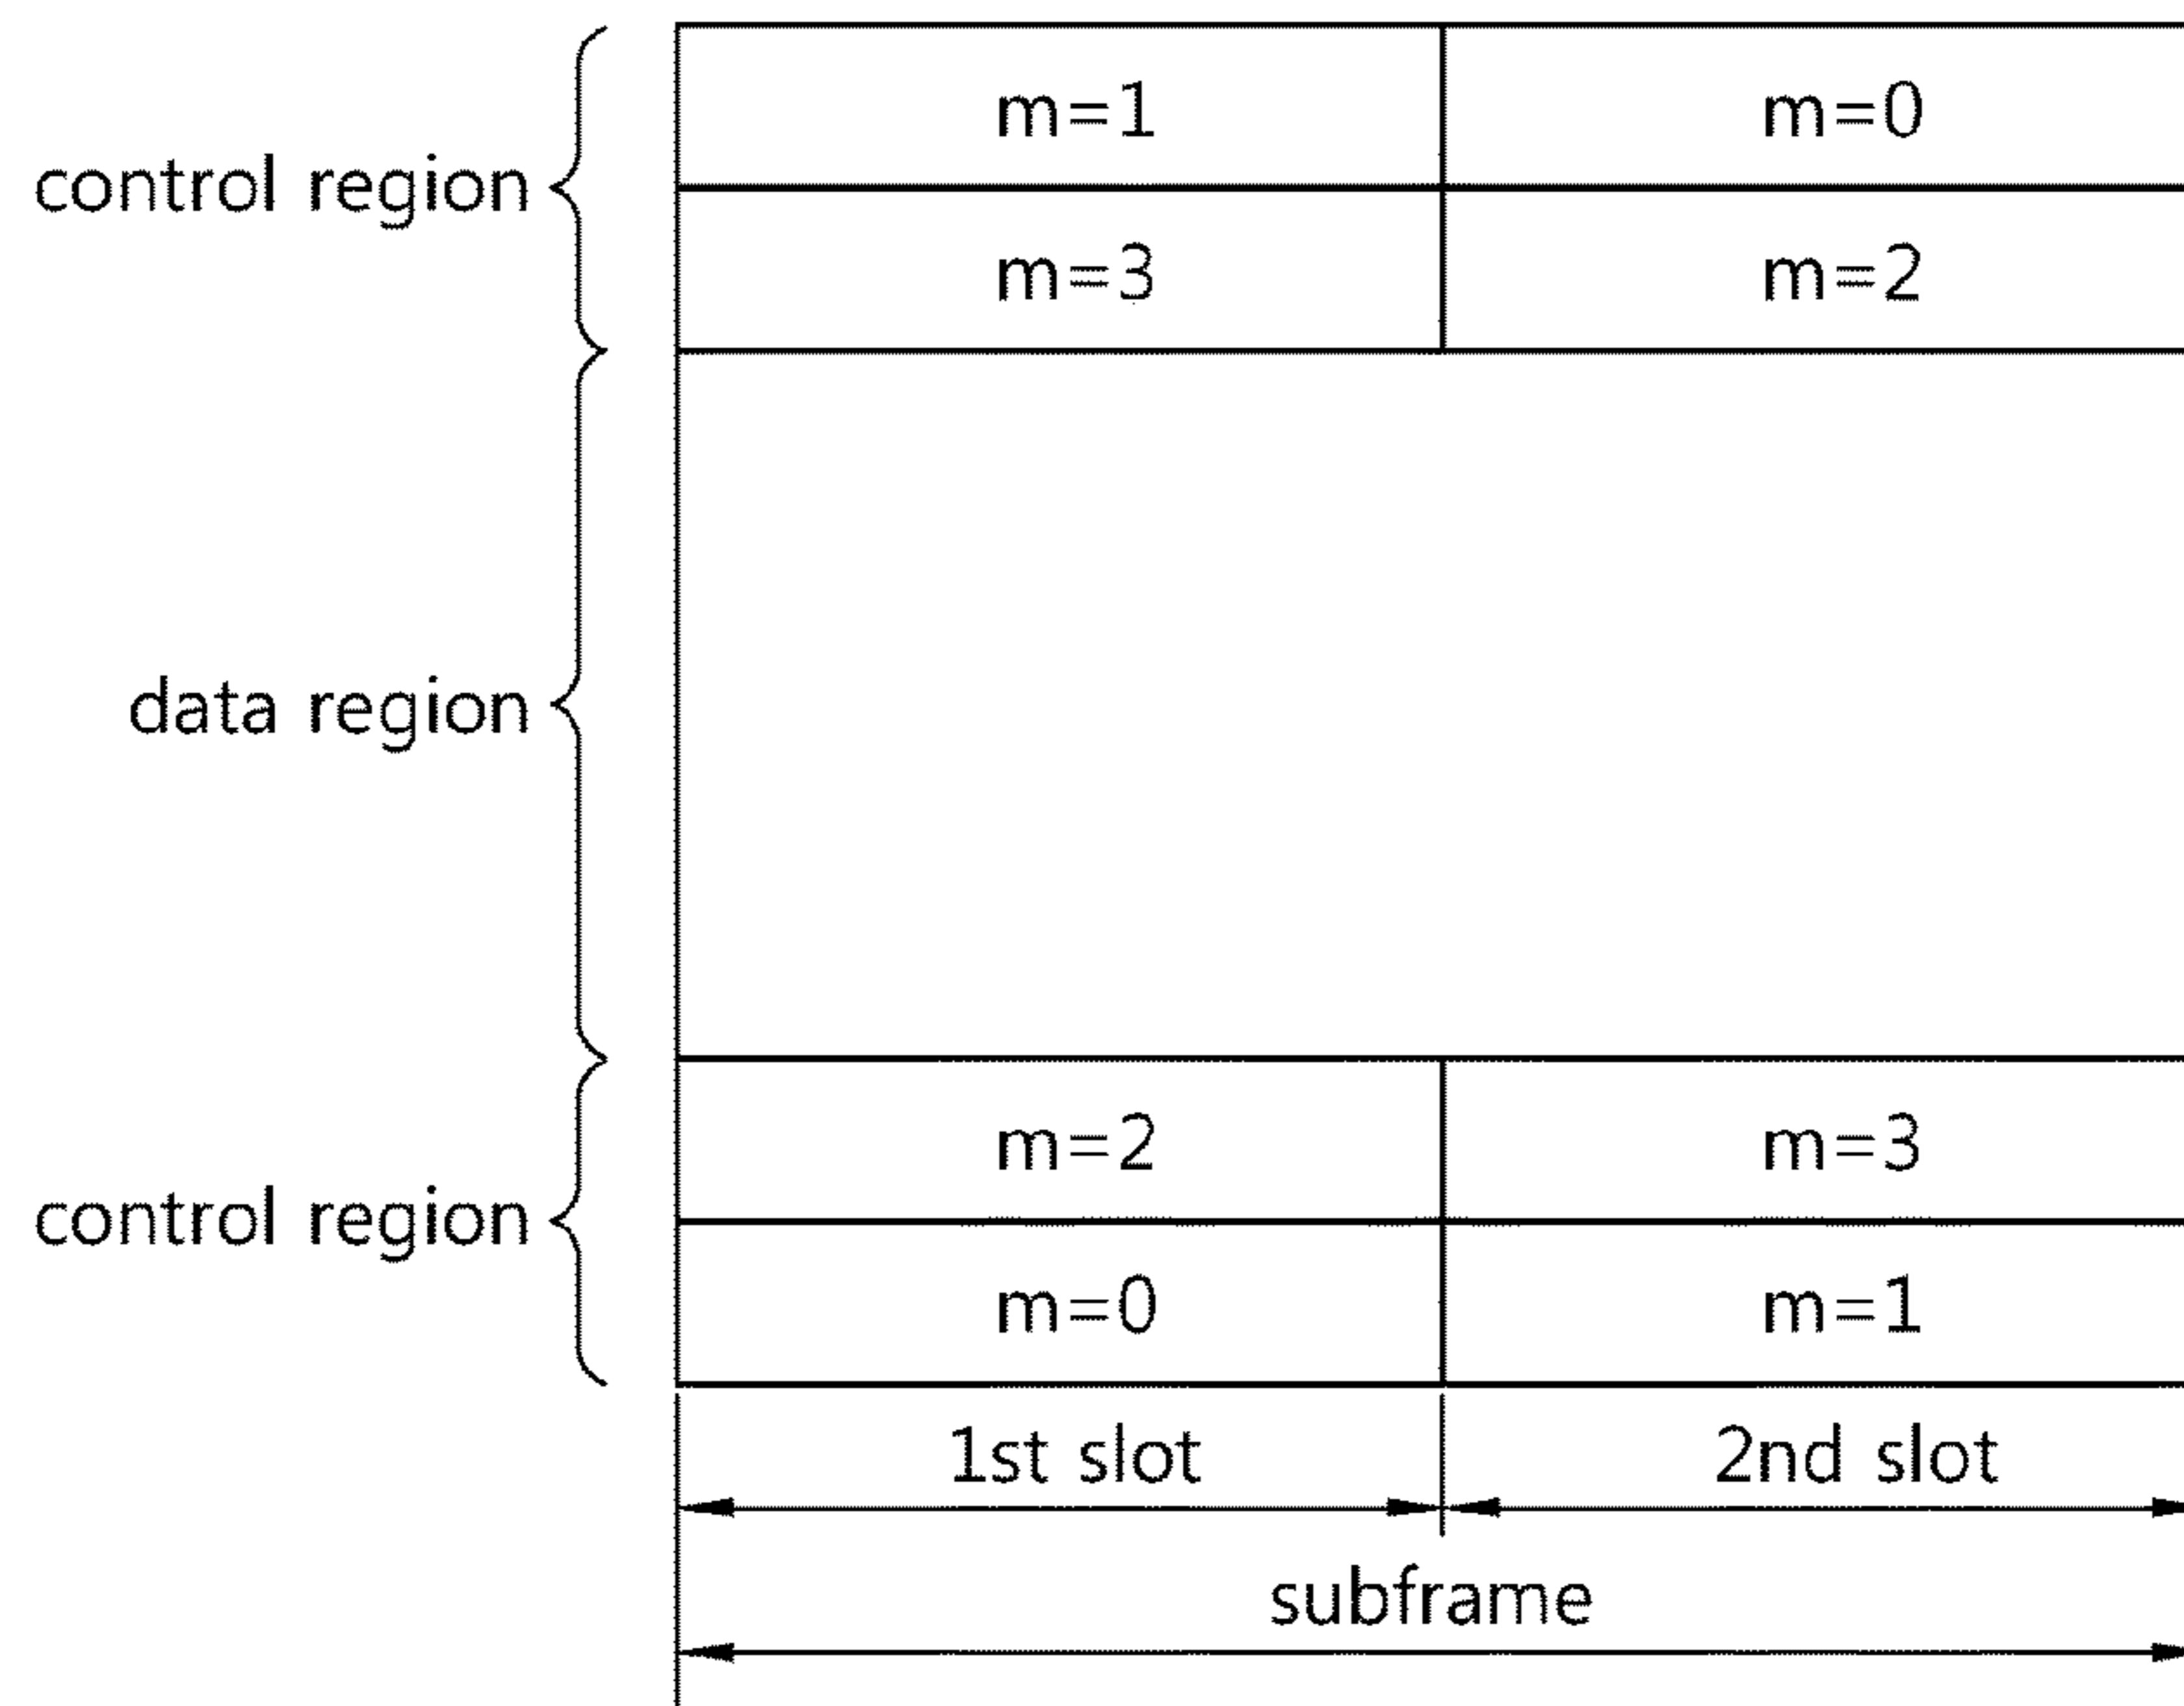 m=1 m=0
control region
m=3 m=2
data region
m=2 m=3
control region
m=0 m=1
1st slot 2nd slot
subframe